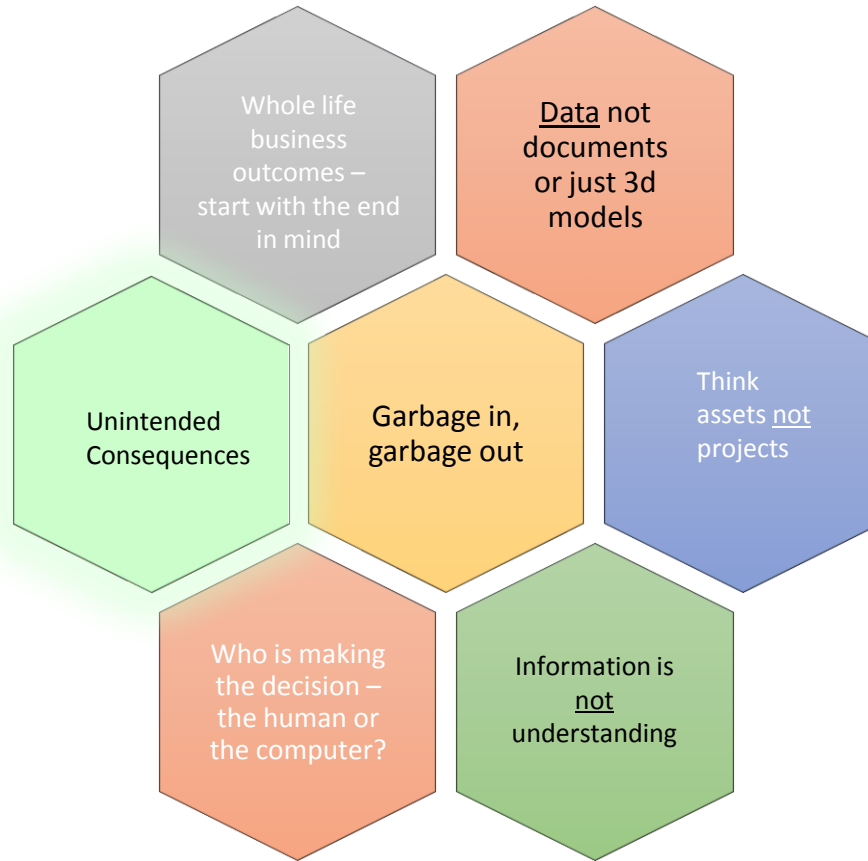 Whole life
business
outcomes –
start with the end
in mind
Data not
documents
or just 3d
models
Unintended
Consequences
Garbage in,
garbage out
Think
assets not
projects
Who is making
the decision –
the human or
the computer?
Information is
not
understanding